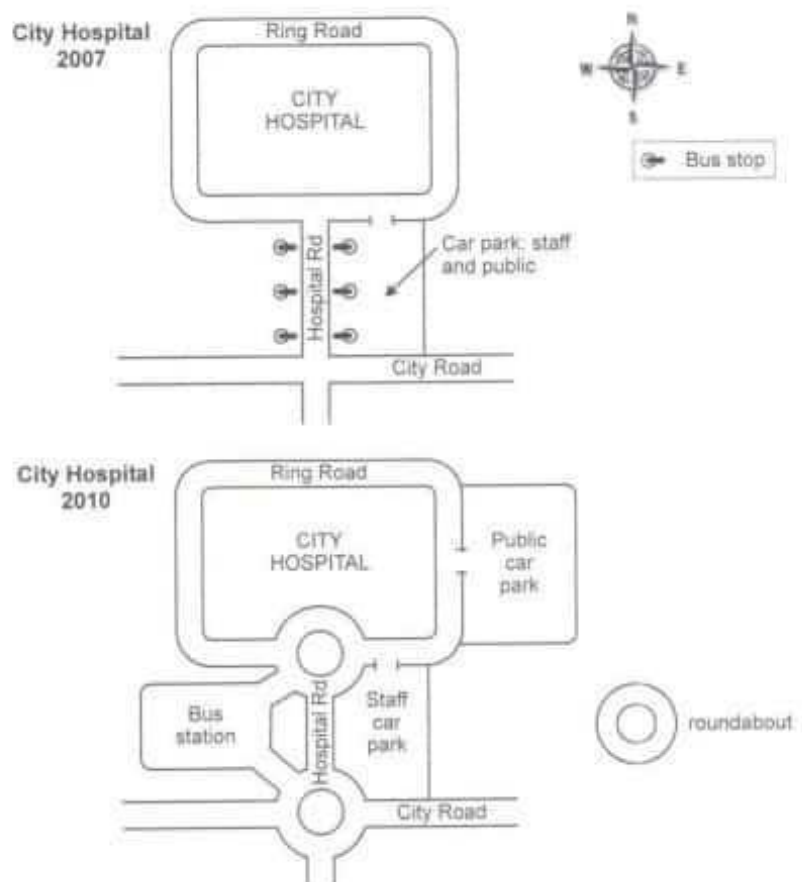 City Hospital
2007
Ring Road
CITY
HOSPITAL
N
W
E
S
Bus stop
Hospital Rd
Car park: staff
and public
City Road
City Hospital
2010
Ring Road
CITY
HOSPITAL
Public
car
park
Bus
station
Hospital Rd
Staff
car
park
roundabout
City Road